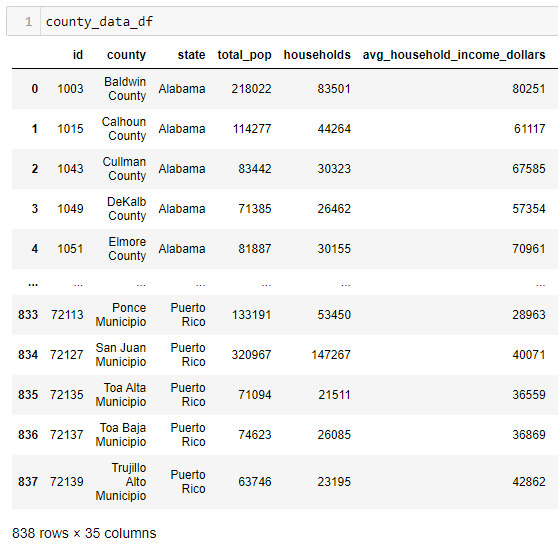 1 county_data_df
id county state total_pop households avg_household_income_dollars
0 1003 Baldwin County Alabama 218022 83501 80251
1 1015 Calhoun County Alabama 114277 44264 61117
2 1043 Cullman County Alabama 83442 30323 67585
3 1049 DeKalb County Alabama 71385 26462 57354
4 1051 Elmore County Alabama 81887 30155 70961
... ... ... ... ... ... ...
833 72113 Ponce Municipio Puerto Rico 133191 53450 28963
834 72127 San Juan Municipio Puerto Rico 320967 147267 40071
835 72135 Toa Alta Municipio Puerto Rico 71094 21511 36559
836 72137 Toa Baja Municipio Puerto Rico 74623 26085 36869
837 72139 Trujillo Alto Municipio Puerto Rico 63746 23195 42862
838 rows × 35 columns